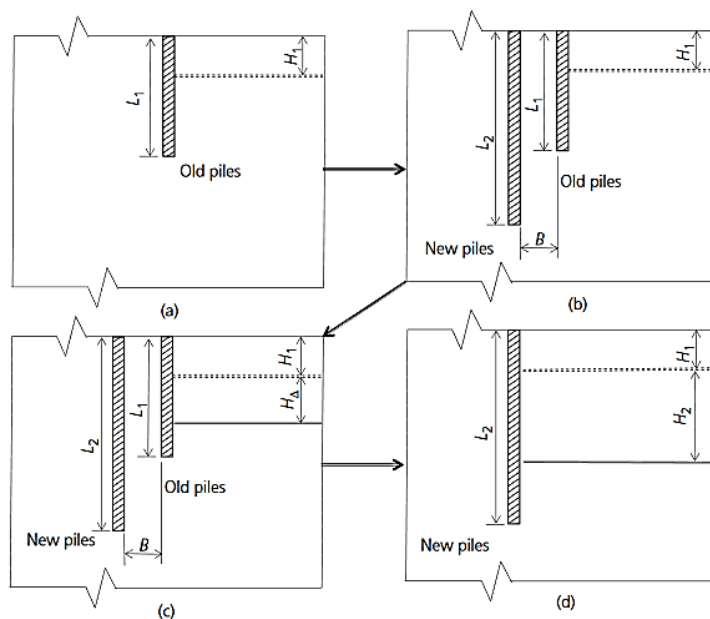 H₁
L₁
Old piles
(a)
H₁
L₁
L₂
Old piles
New piles
B
(b)
H₁
L₁
L₂
HΔ
Old piles
New piles
B
(c)
H₁
L₂
H₂
New piles
(d)